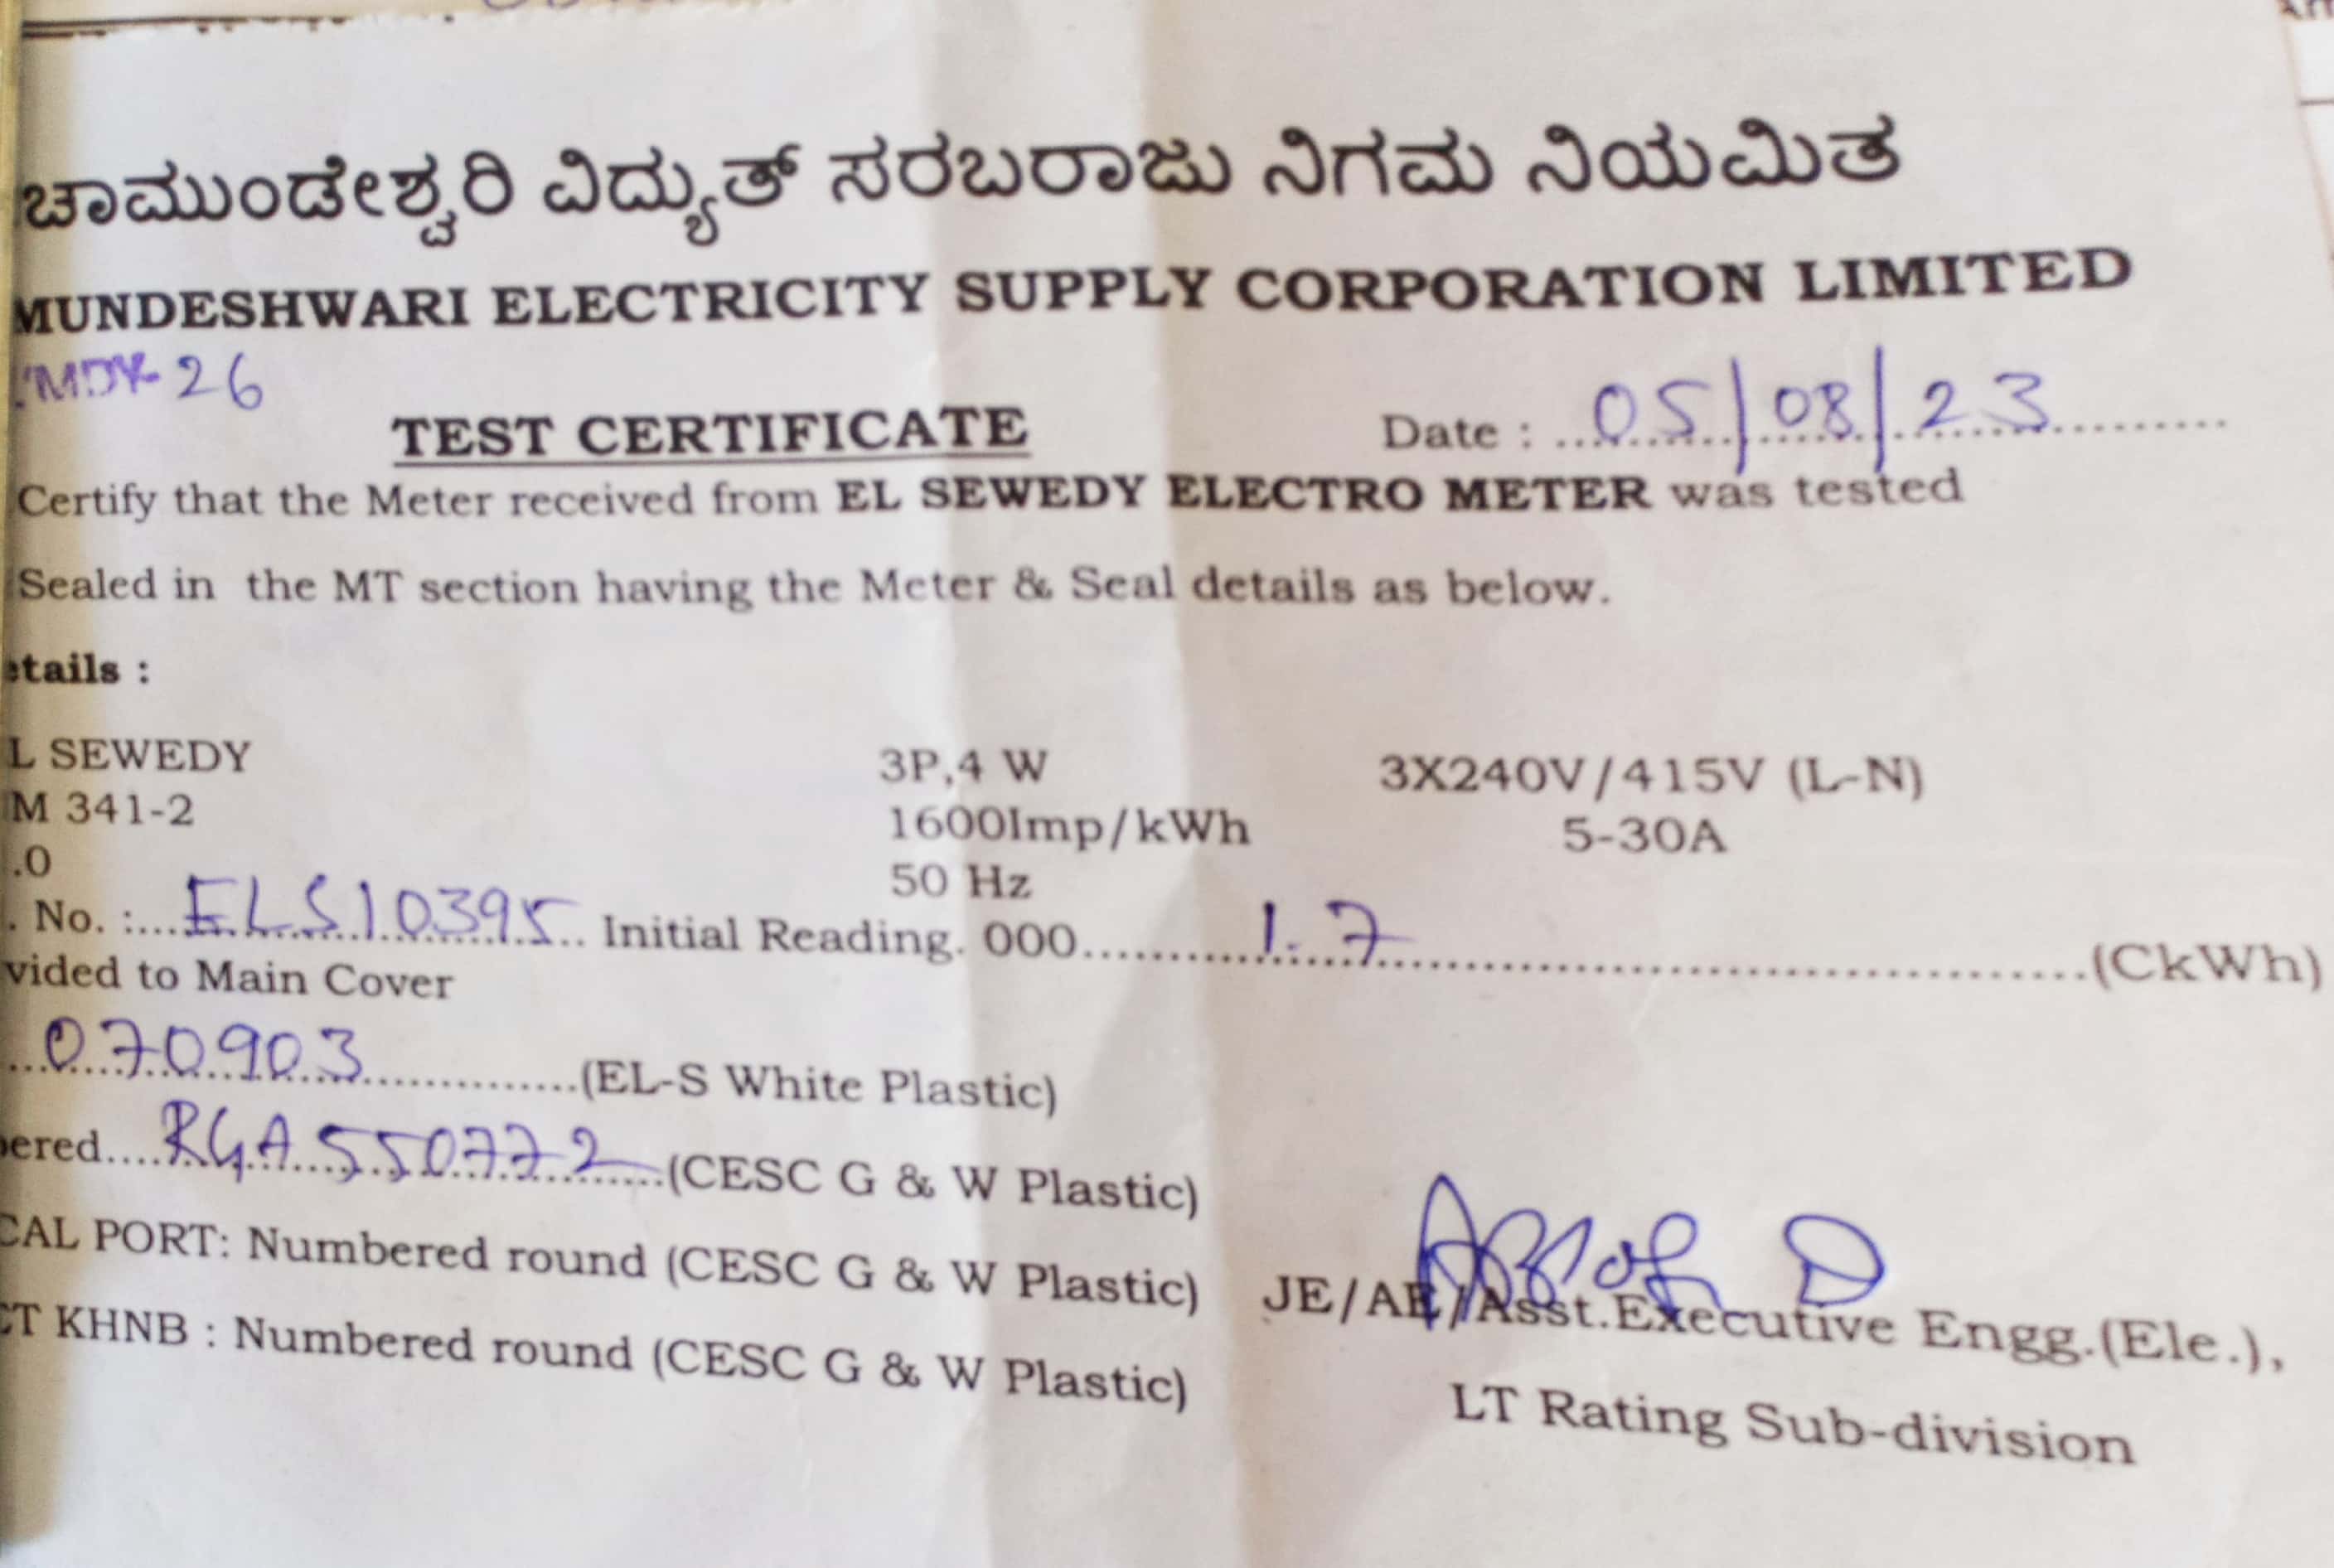 ಚಾಮುಂಡೇಶ್ವರಿ ವಿದ್ಯುತ್ ಸರಬರಾಜು ನಿಗಮ ನಿಯಮಿತ
MUNDESHWARI ELECTRICITY SUPPLY CORPORATION LIMITED
MDY-26
TEST CERTIFICATE Date : 05/08/23
Certify that the Meter received from EL SEWEDY ELECTRO METER was tested
Sealed in the MT section having the Meter & Seal details as below.
etails :
L SEWEDY 3P,4 W 3X240V/415V (L-N)
M 341-2 1600Imp/kWh 5-30A
.0 50 Hz
. No. :....ELS10395.. Initial Reading. 000..........1.7..........(CkWh)
vided to Main Cover
...070903..........(EL-S White Plastic)
bered....RGA550772.....(CESC G & W Plastic)
CAL PORT: Numbered round (CESC G & W Plastic)
CT KHNB : Numbered round (CESC G & W Plastic)
JE/AE/Asst.Executive Engg.(Ele.),
LT Rating Sub-division